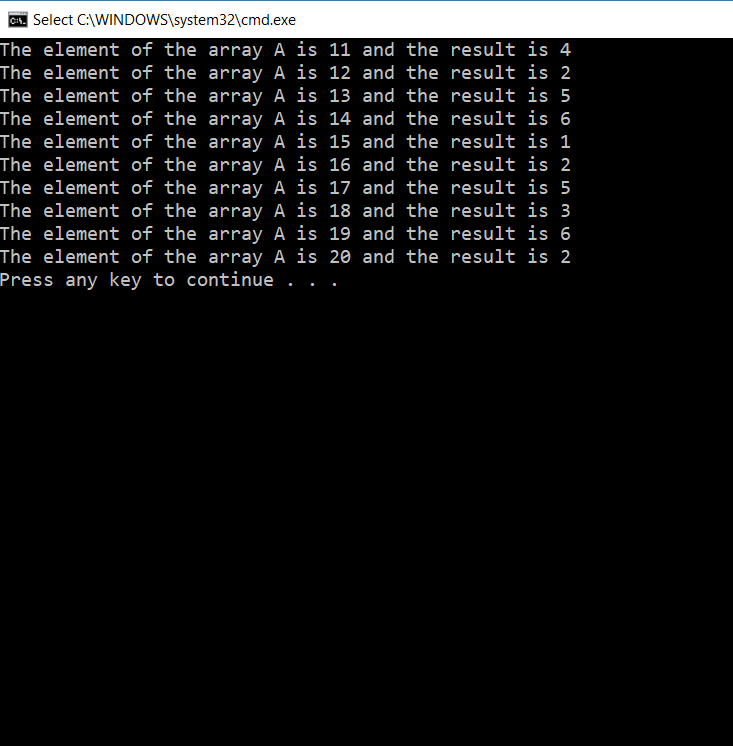 Select C:\WINDOWS\system32\cmd.exe
The element of the array A is 11 and the result is 4
The element of the array A is 12 and the result is 2
The element of the array A is 13 and the result is 5
The element of the array A is 14 and the result is 6
The element of the array A is 15 and the result is 1
The element of the array A is 16 and the result is 2
The element of the array A is 17 and the result is 5
The element of the array A is 18 and the result is 3
The element of the array A is 19 and the result is 6
The element of the array A is 20 and the result is 2
Press any key to continue . . .